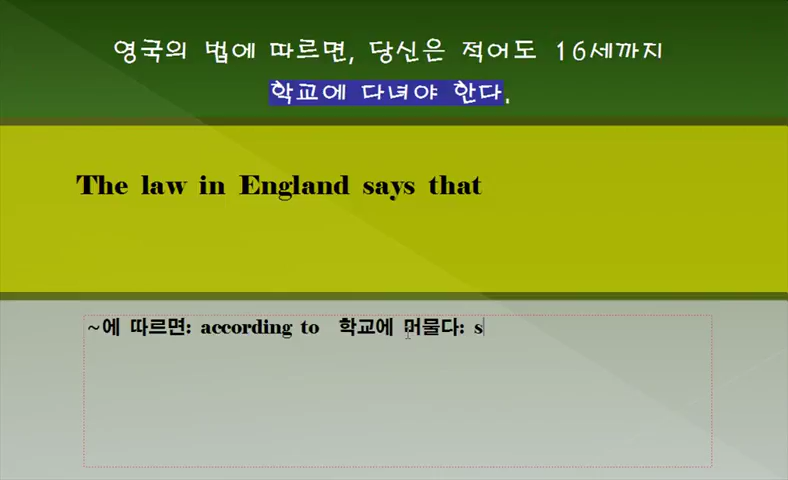 영국의 법에 따르면, 당신은 적어도 16세까지
학교에 다녀야 한다.
The law in England says that
~에 따르면: according to 학교에 머물다: s